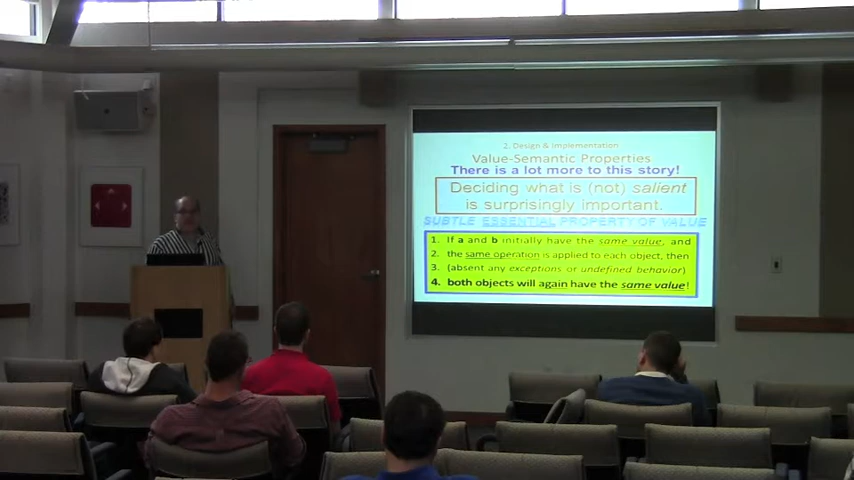 2. Design & Implementation
Value-Semantic Properties
There is a lot more to this story!
Deciding what is (not) salient
is surprisingly important.
SUBTLE ESSENTIAL PROPERTY OF VALUE
1. If a and b initially have the same value, and
2. the same operation is applied to each object, then
3. (absent any exceptions or undefined behavior)
4. both objects will again have the same value!